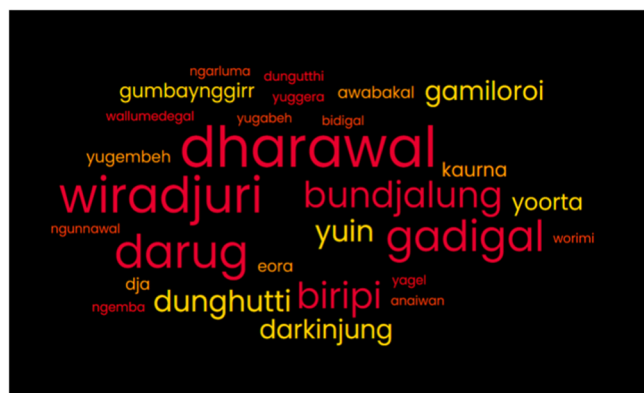 ngarluma
dungutthi
gumbaynggirr
yuggera
awabakal
gamiloroi
wallumedegal
yugabeh
bidigal
dharawal
yugembeh
kaurna
wiradjuri
bundjalung
yoorta
ngunnawal
darug
yuin
gadigal
worimi
eora
dja
yagel
ngemba
dunghutti
biripi
anaiwan
darkinjung